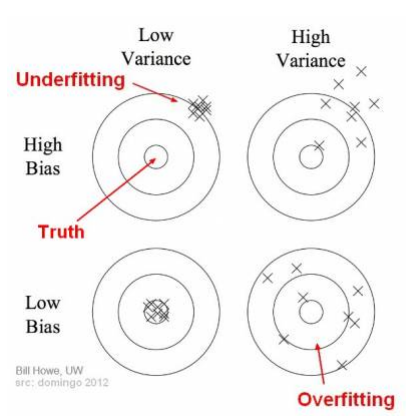 Low
Variance
High
Variance
Underfitting
High
Bias
Truth
Low
Bias
Bill Howe, UW
src: domingo 2012
Overfitting